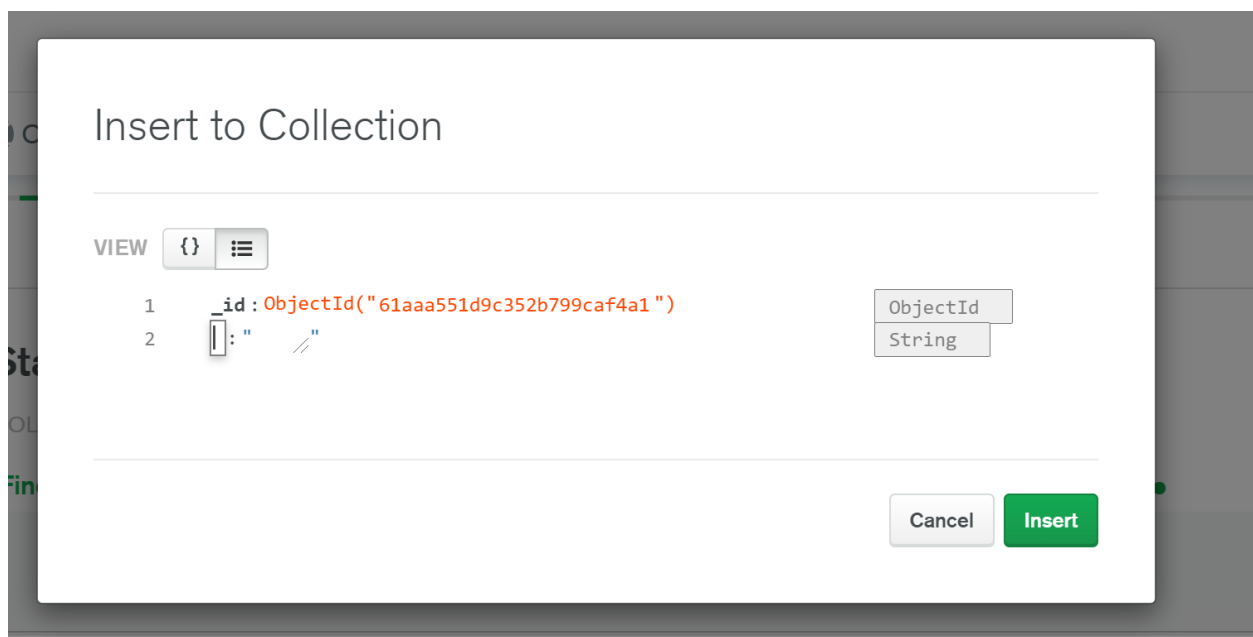 Insert to Collection
VIEW {}
1 _id : ObjectId("61aaa551d9c352b799caf4a1") ObjectId
2 : " " String
Cancel Insert